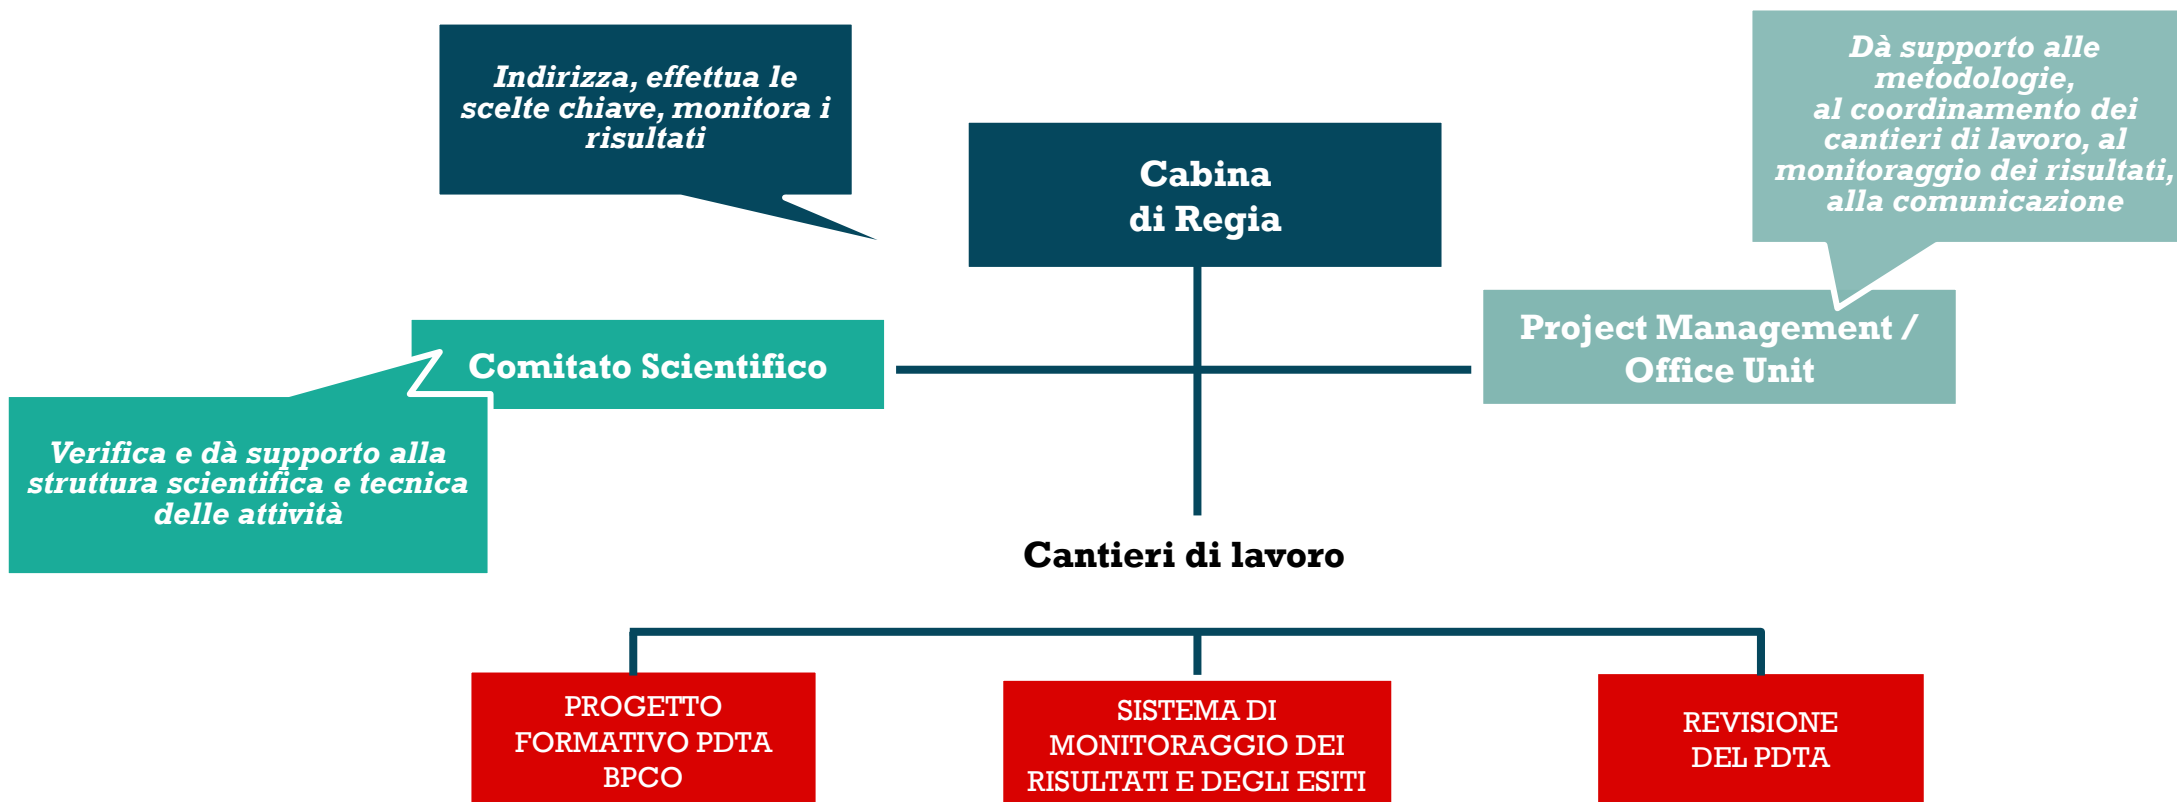 Indirizza, effettua le
scelte chiave, monitora i
risultati
Cabina
di Regia
Dà supporto alle
metodologie,
al coordinamento dei
cantieri di lavoro, al
monitoraggio dei risultati,
alla comunicazione
Comitato Scientifico
Project Management /
Office Unit
Verifica e dà supporto alla
struttura scientifica e tecnica
delle attività
Cantieri di lavoro
PROGETTO
FORMATIVO PDTA
BPCO
SISTEMA DI
MONITORAGGIO DEI
RISULTATI E DEGLI ESITI
REVISIONE
DEL PDTA